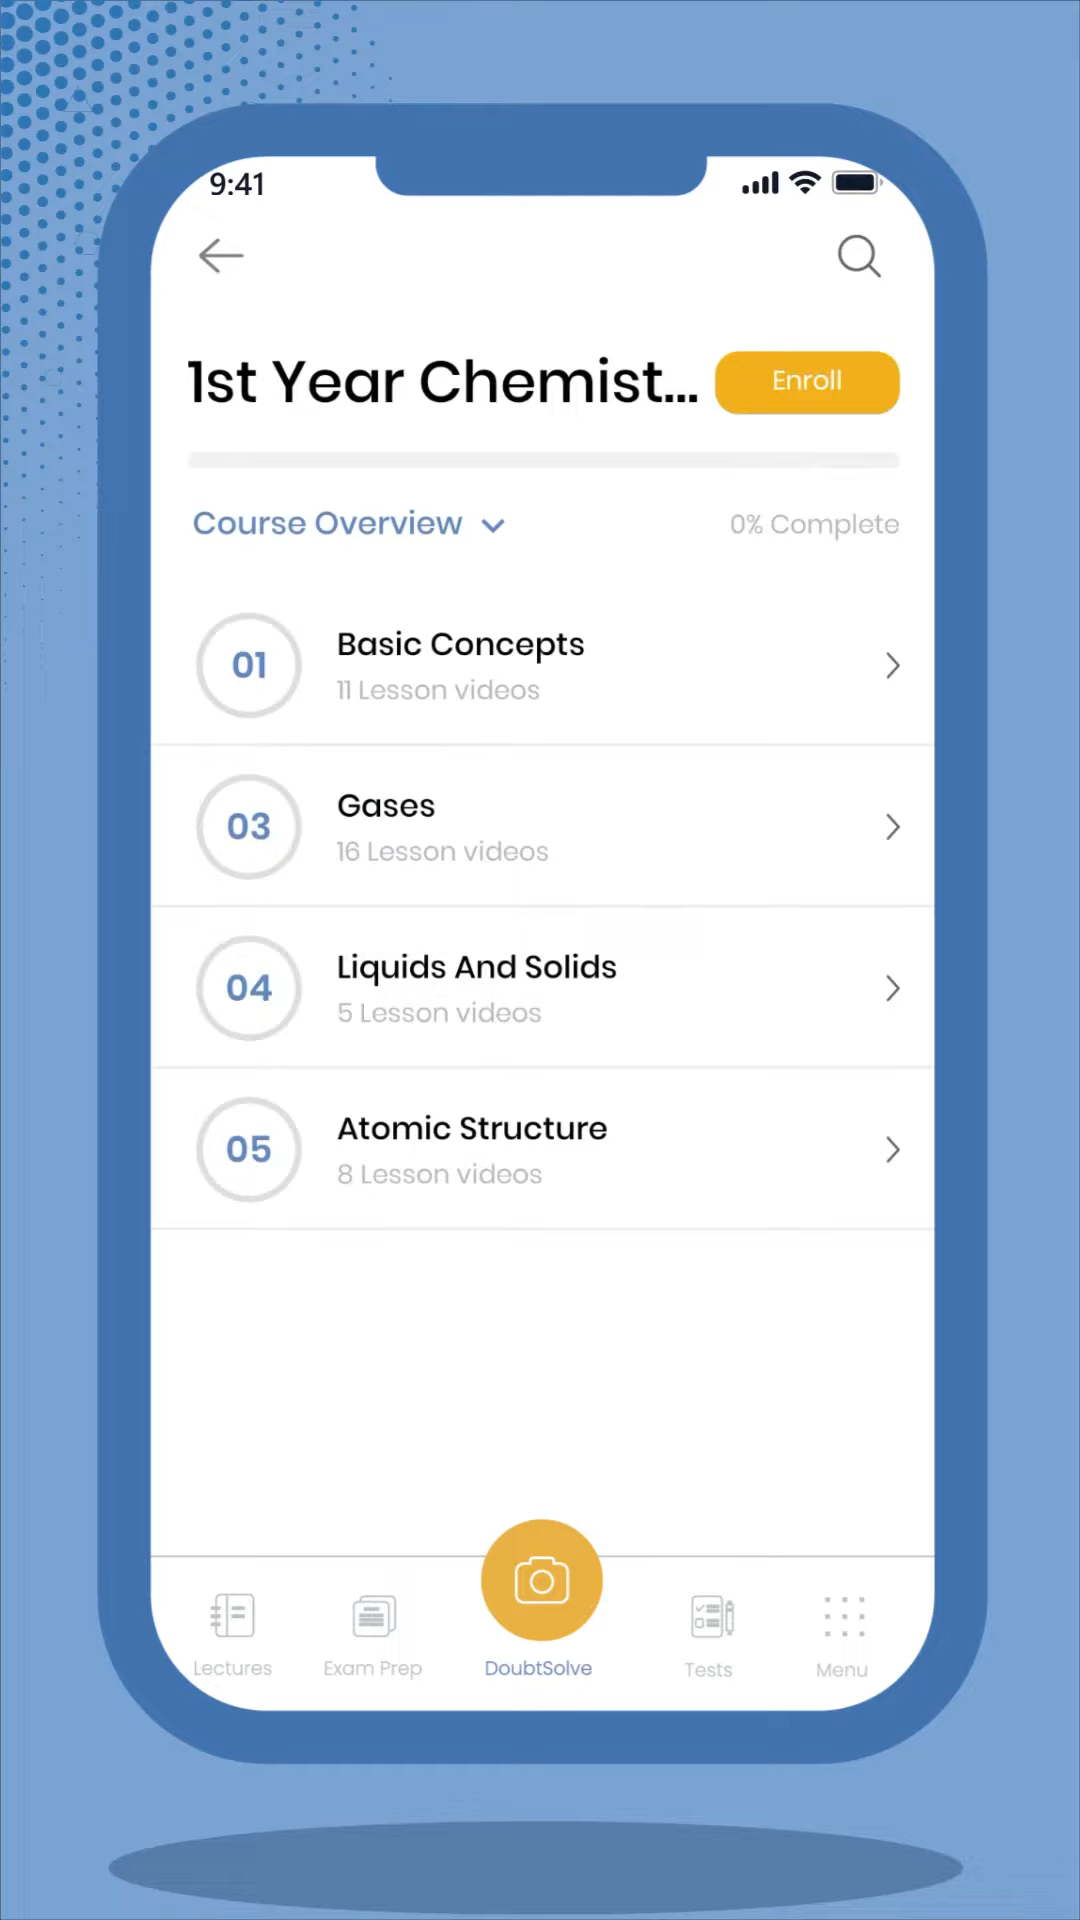 9:41
1st Year Chemist...
Enroll
Course Overview
0% Complete
01
Basic Concepts
11 Lesson videos
03
Gases
16 Lesson videos
04
Liquids And Solids
5 Lesson videos
05
Atomic Structure
8 Lesson videos
Lectures
Exam Prep
DoubtSolve
Tests
Menu